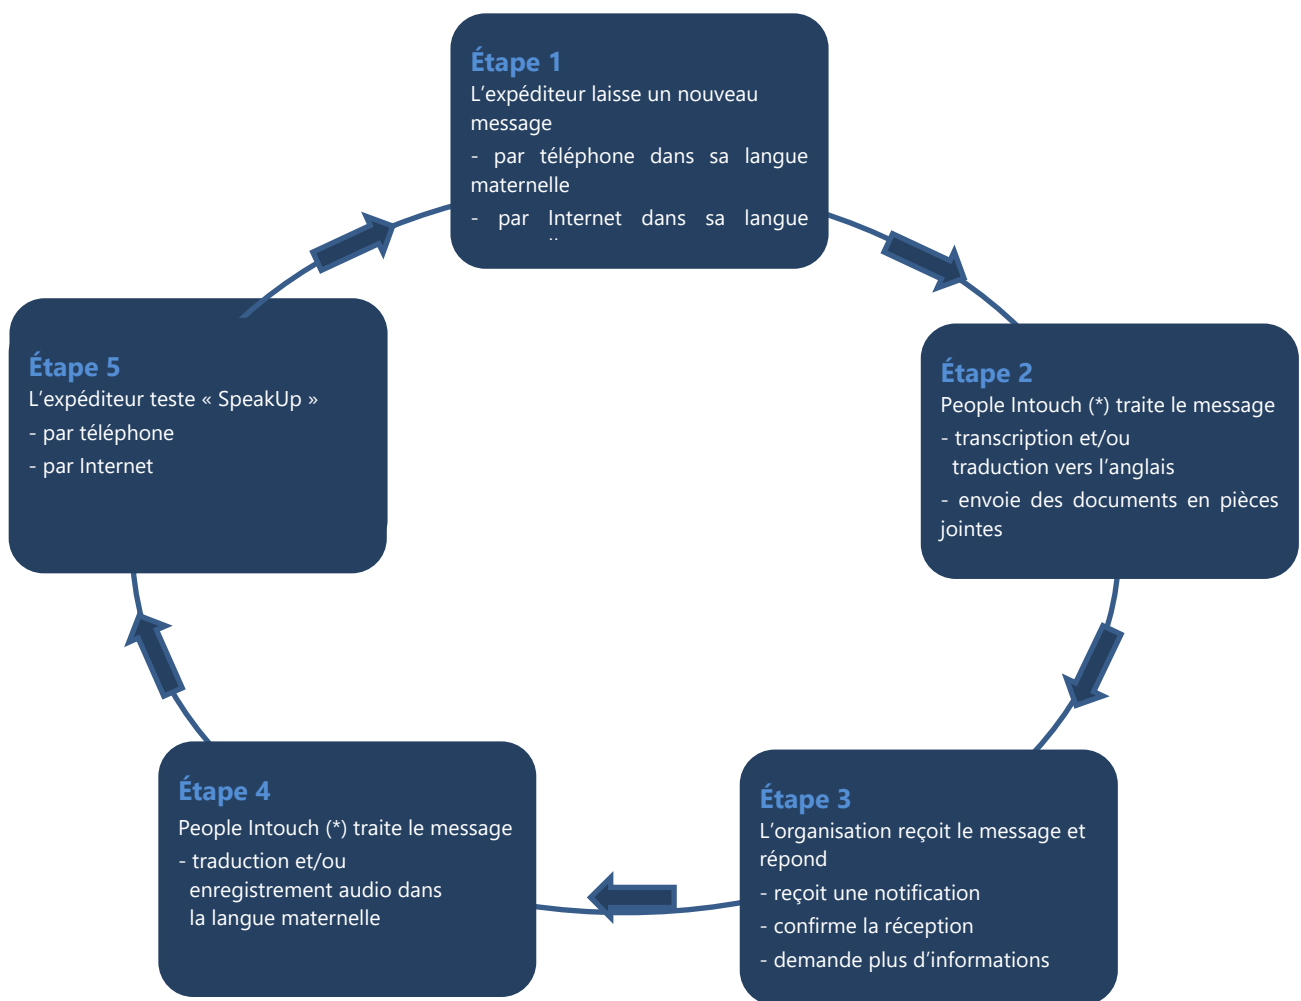 Étape 1
L’expéditeur laisse un nouveau
message
- par téléphone dans sa langue
maternelle
- par Internet dans sa langue
Étape 2
People Intouch (*) traite le message
- transcription et/ou
traduction vers l’anglais
- envoie des documents en pièces
jointes
Étape 3
L’organisation reçoit le message et
répond
- reçoit une notification
- confirme la réception
- demande plus d’informations
Étape 4
People Intouch (*) traite le message
- traduction et/ou
enregistrement audio dans
la langue maternelle
Étape 5
L’expéditeur teste « SpeakUp »
- par téléphone
- par Internet